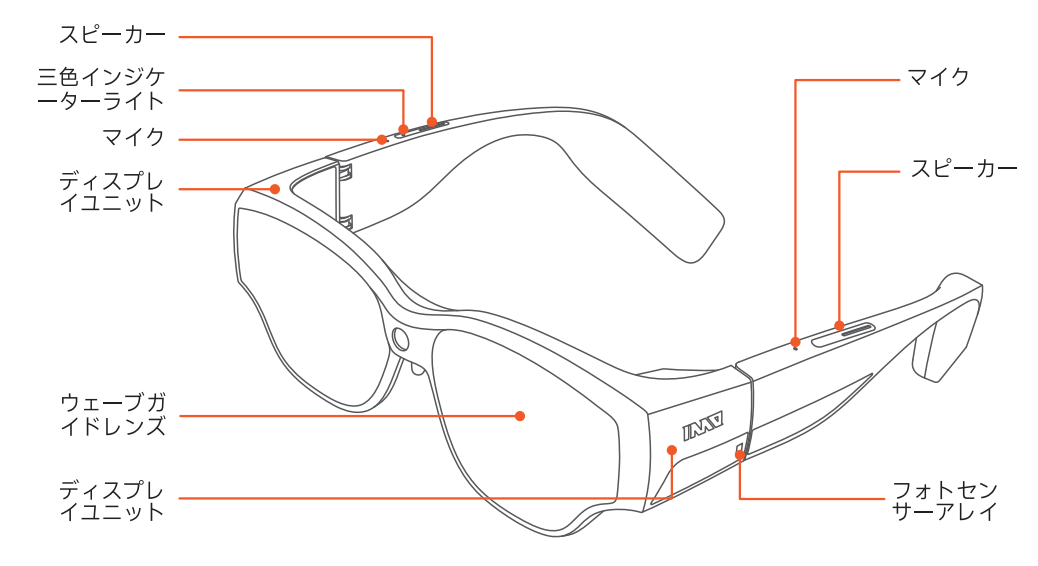 スピーカー
三色インジケ
ーターライト
マイク
ディスプレ
イユニット
ウェーブガ
イドレンズ
ディスプレ
イユニット
マイク
スピーカー
INMO
フォトセン
サーアレイ